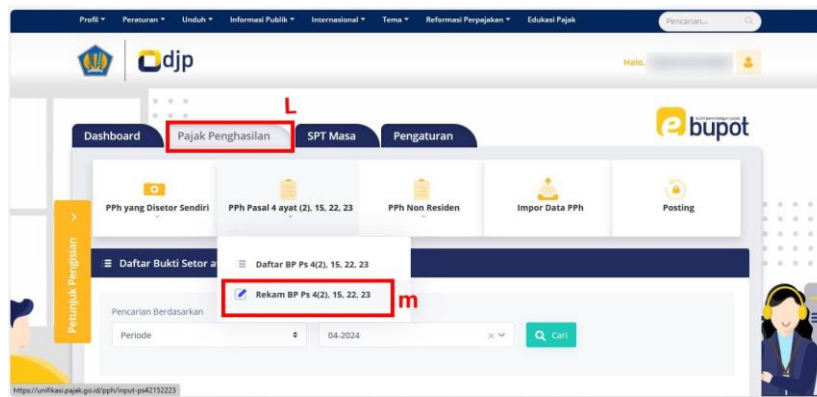 Profil Peraturan Unduh Informasi Publik Internasional Tema Reformasi Perpajakan Edukasi Pajak Pencarian...
djp
Halo,
L
Dashboard Pajak Penghasilan SPT Masa Pengaturan
ebupot
PPh yang Disetor Sendiri PPh Pasal 4 ayat (2), 15, 22, 23 PPh Non Residen Impor Data PPh Posting
Petunjuk Pengisian
Daftar Bukti Setor a
Daftar BP Ps 4(2), 15, 22, 23
Rekam BP Ps 4(2), 15, 22, 23
m
Pencarian Berdasarkan
Periode 04-2024 Cari
https://unifikasi.pajak.go.id/pph/input-ps42152223